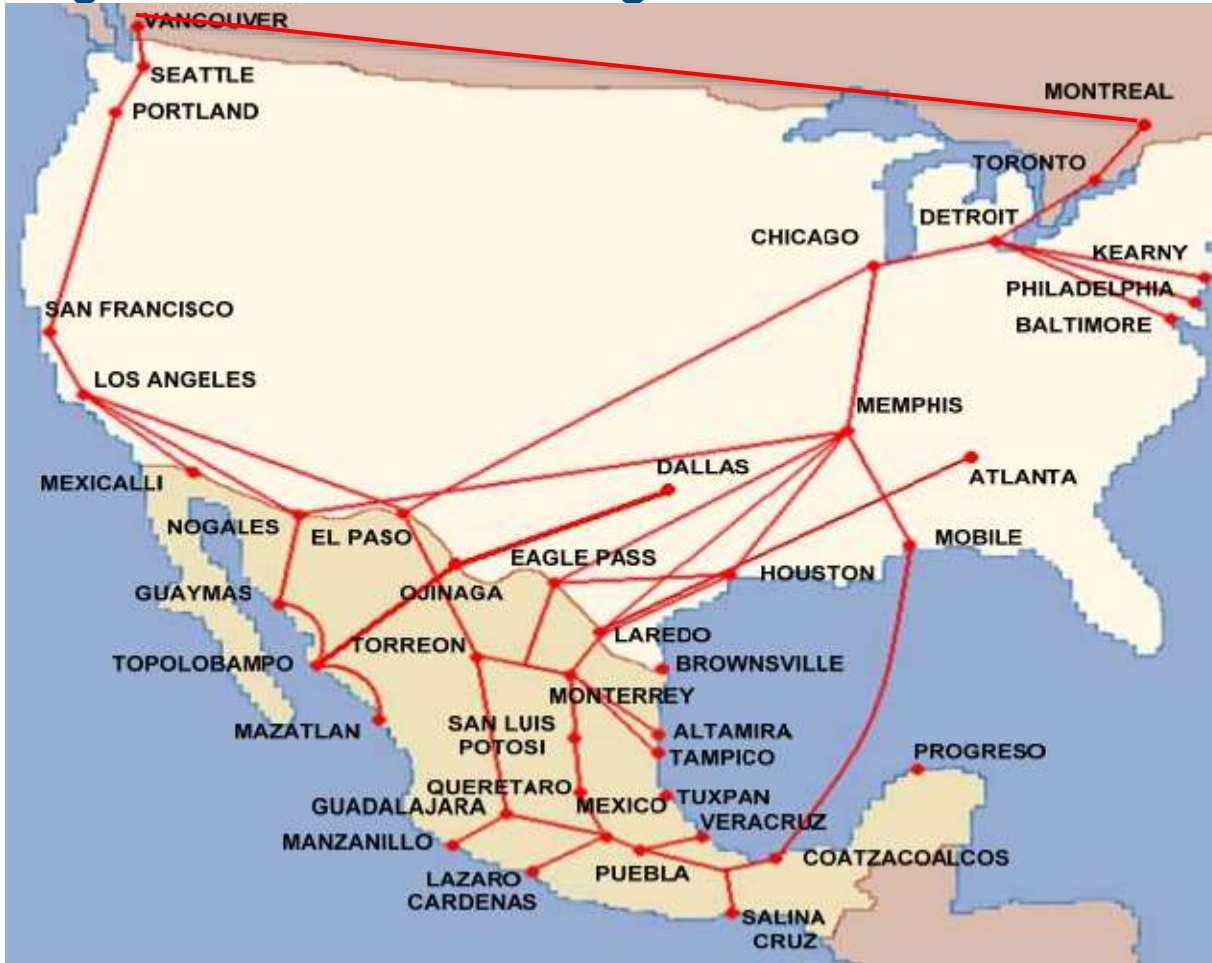 VANCOUVER
SEATTLE
PORTLAND
MONTREAL
TORONTO
DETROIT
CHICAGO
KEARNY
PHILADELPHIA
BALTIMORE
SAN FRANCISCO
LOS ANGELES
MEMPHIS
DALLAS
ATLANTA
MEXICALLI
NOGALES
EL PASO
EAGLE PASS
HOUSTON
MOBILE
GUAYMAS
OJINAGA
TORREON
LAREDO
TOPOLOBAMPO
BROWNSVILLE
MONTERREY
MAZATLAN
SAN LUIS
POTOSI
ALTAMIRA
TAMPICO
PROGRESO
QUERETARO
MEXICO
TUXPAN
GUADALAJARA
VERACRUZ
MANZANILLO
PUEBLA
COATZACOALCOS
LAZARO
CARDENAS
SALINA
CRUZ